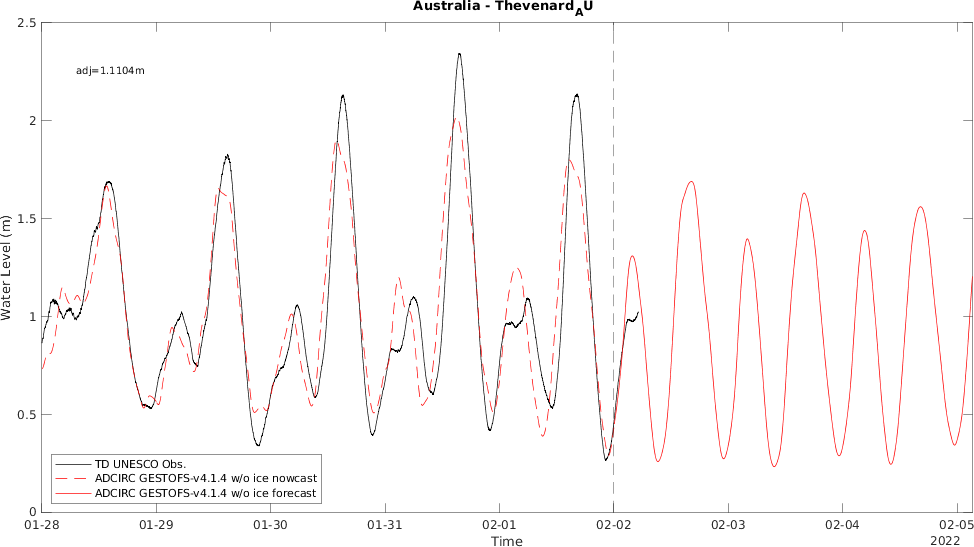 Australia - Thevenard_AU
adj=1.1104m
Water Level (m)
2.5
2
1.5
1
0.5
0
TD UNESCO Obs.
ADCIRC GESTOFS-v4.1.4 w/o ice nowcast
ADCIRC GESTOFS-v4.1.4 w/o ice forecast
01-28 01-29 01-30 01-31 02-01 02-02 02-03 02-04 02-05
Time
2022